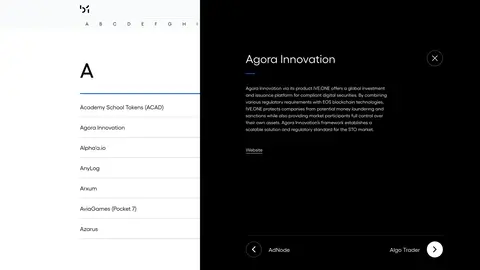 A B C D E F G H I
A
Academy School Tokens (ACAD)
Agora Innovation
Alpha'a.io
AnyLog
Arxum
AviaGames (Pocket 7)
Azarus
Agora Innovation
Agora Innovation via its product IVE.ONE offers a global investment
and issuance platform for compliant digital securities. By combining
various regulatory requirements with EOS blockchain technologies,
IVE.ONE protects companies from potential money laundering and
sanctions while also providing market participants full control over
their own assets. Agora Innovation's framework establishes a
scalable solution and regulatory standard for the STO market.
Website
AdNode
Algo Trader